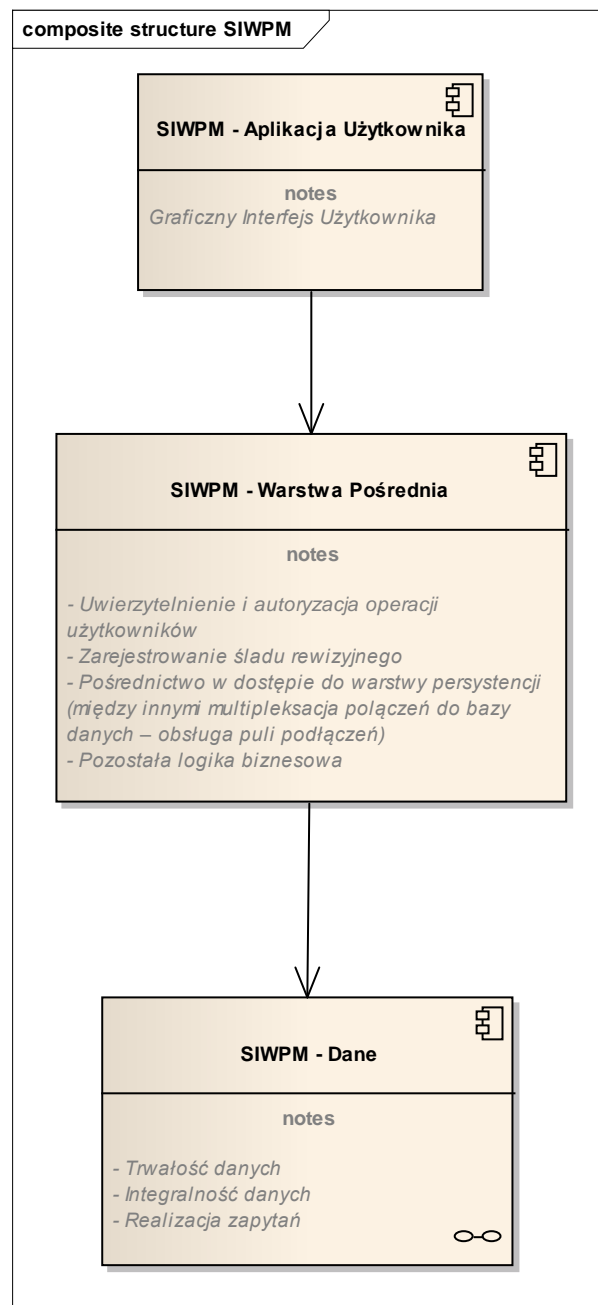 composite structure SIWPM
SIWPM - Aplikacja Użytkownika
notes
Graficzny Interfejs Użytkownika
SIWPM - Warstwa Pośrednia
notes
- Uwierzytelnienie i autoryzacja operacji
użytkowników
- Zarejestrowanie śladu rewizyjnego
- Pośrednictwo w dostępie do warstwy persystencji
(między innymi multipleksacja połączeń do bazy
danych – obsługa puli podłączeń)
- Pozostała logika biznesowa
SIWPM - Dane
notes
- Trwałość danych
- Integralność danych
- Realizacja zapytań